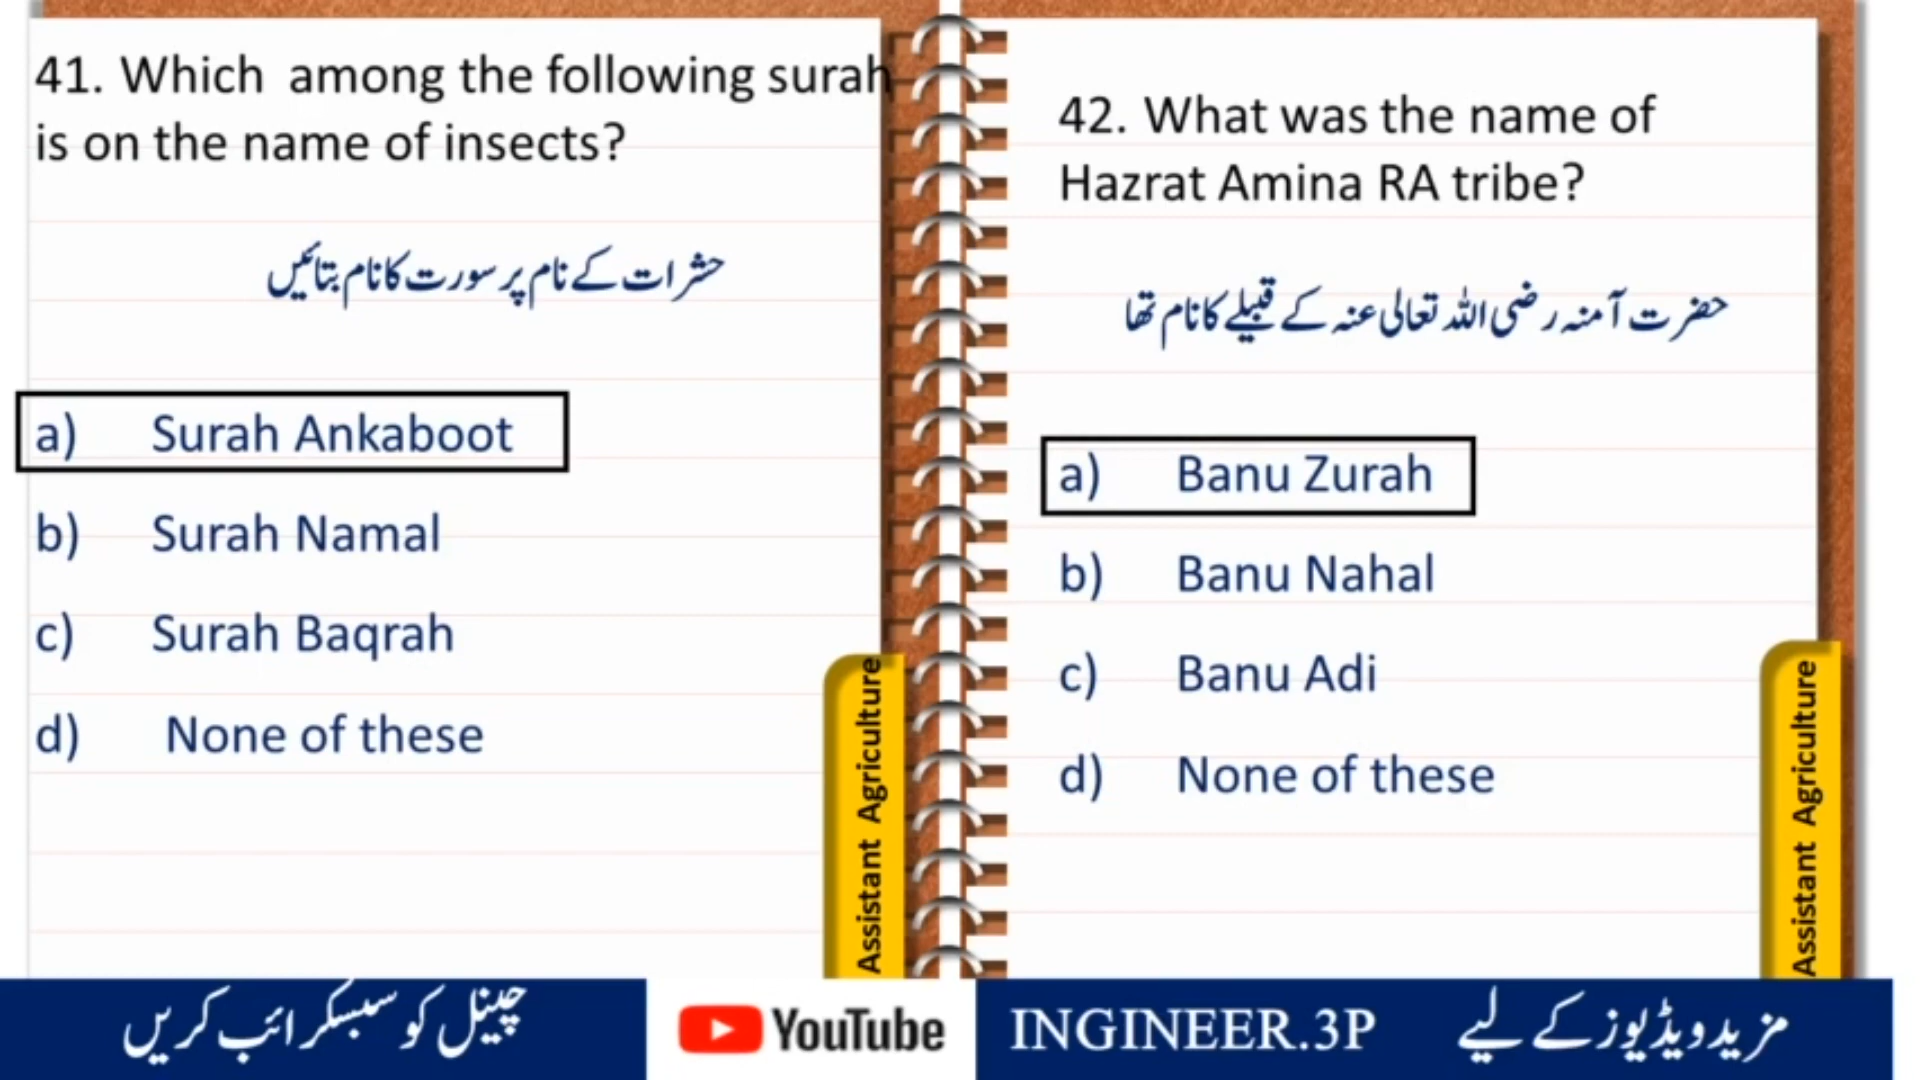 41. Which among the following surah
is on the name of insects?
حشرات کے نام پر سورت کا نام بتائیں
a) Surah Ankaboot
b) Surah Namal
c) Surah Baqrah
d) None of these
Assistant Agriculture
42. What was the name of
Hazrat Amina RA tribe?
حضرت آمنہ رضی اللہ تعالی عنہ کے قبیلے کا نام تھا
a) Banu Zurah
b) Banu Nahal
c) Banu Adi
d) None of these
Assistant Agriculture
چینل کو سبسکرائب کریں
YouTube
INGINEER.3P
مزید ویڈیوز کے لیے